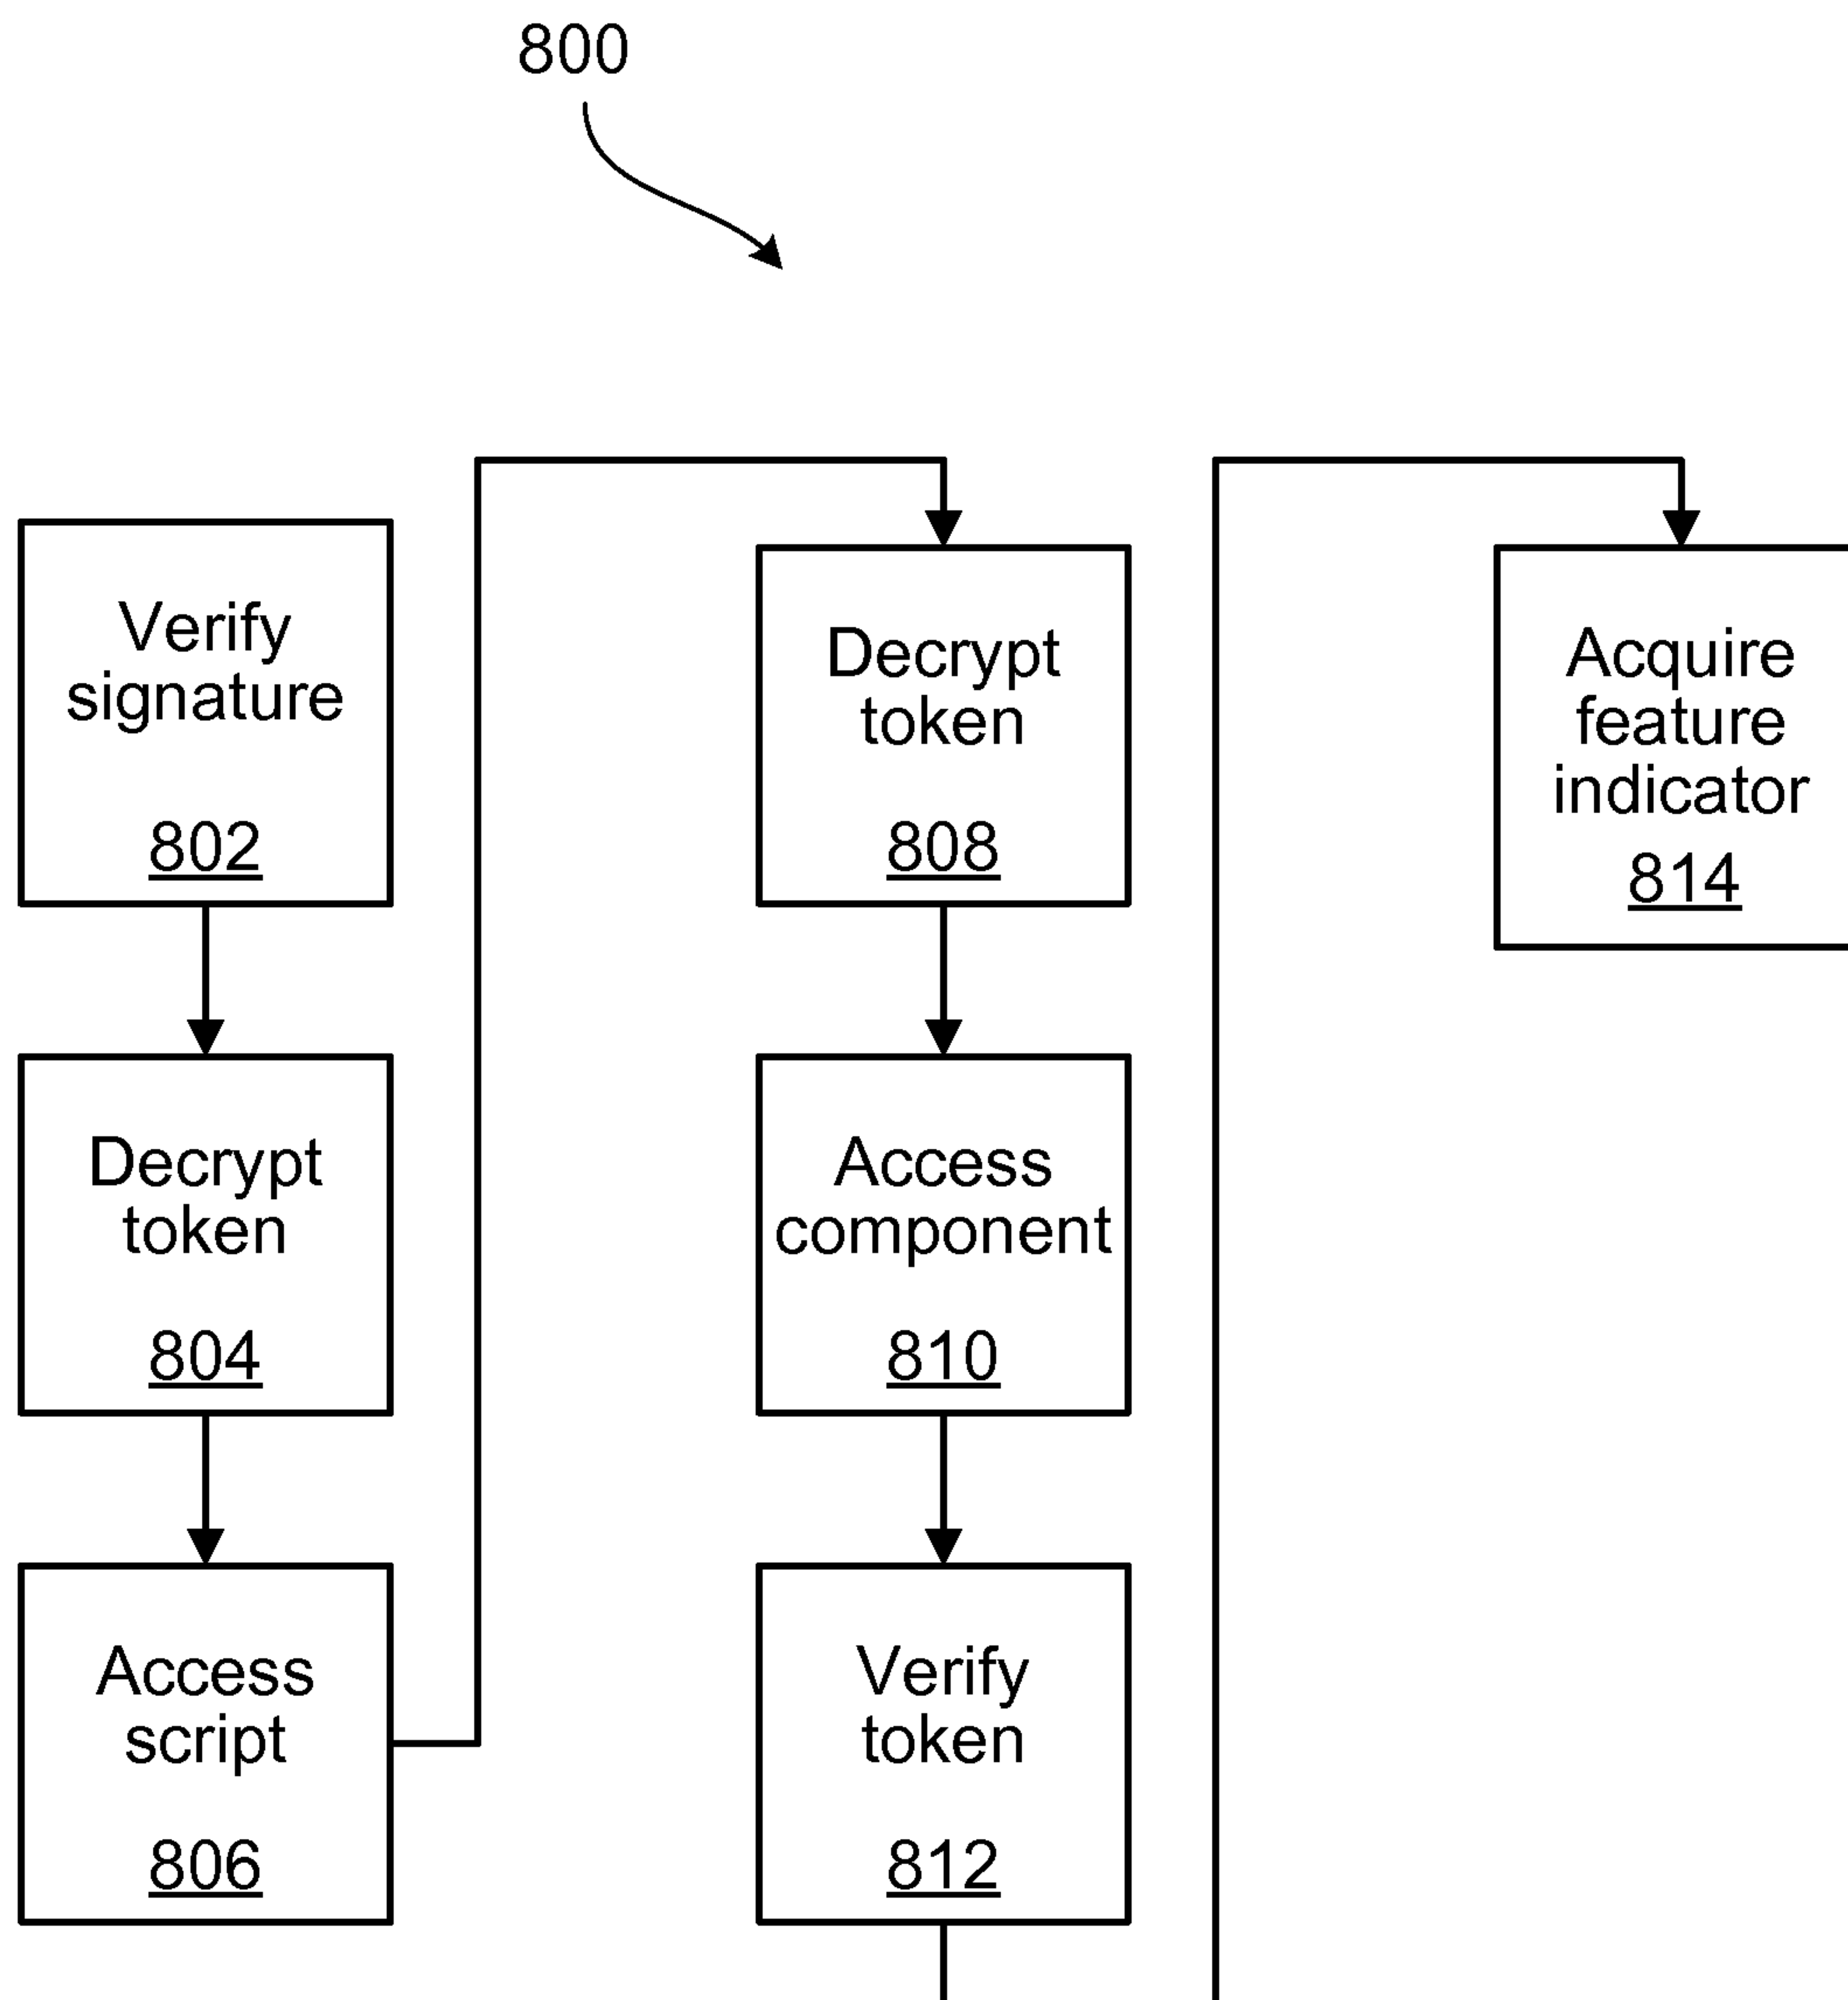 800
Verify
signature
802
Decrypt
token
804
Access
script
806
Decrypt
token
808
Access
component
810
Verify
token
812
Acquire
feature
indicator
814